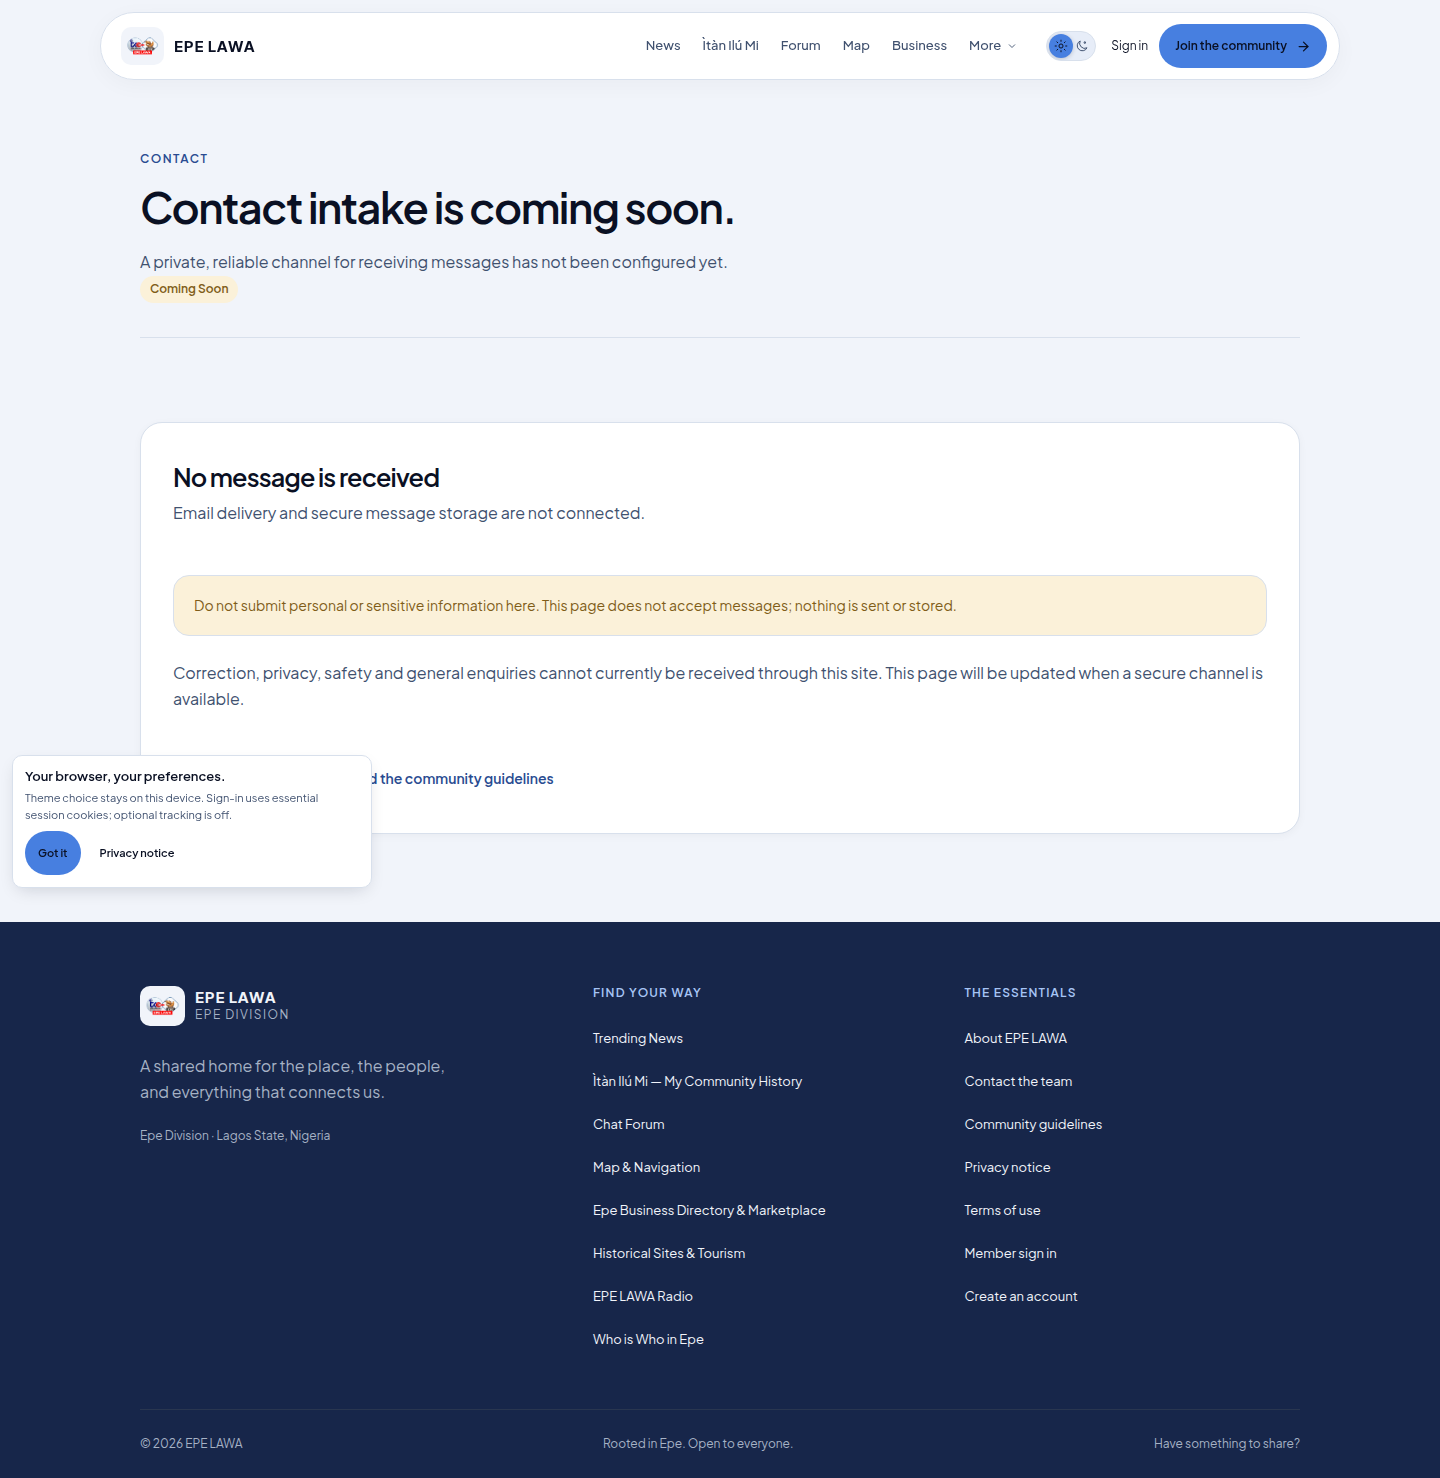 EPE LAWA
News
Ìtàn Ilú Mi
Forum
Map
Business
More
Sign in
Join the community
CONTACT
Contact intake is coming soon.
A private, reliable channel for receiving messages has not been configured yet.
Coming Soon
No message is received
Email delivery and secure message storage are not connected.
Do not submit personal or sensitive information here. This page does not accept messages; nothing is sent or stored.
Correction, privacy, safety and general enquiries cannot currently be received through this site. This page will be updated when a secure channel is
available.
the community guidelines
Your browser, your preferences.
Theme choice stays on this device. Sign-in uses essential
session cookies; optional tracking is off.
Got it
Privacy notice
EPE LAWA
EPE DIVISION
A shared home for the place, the people,
and everything that connects us.
Epe Division · Lagos State, Nigeria
FIND YOUR WAY
Trending News
Ìtàn Ilú Mi — My Community History
Chat Forum
Map & Navigation
Epe Business Directory & Marketplace
Historical Sites & Tourism
EPE LAWA Radio
Who is Who in Epe
THE ESSENTIALS
About EPE LAWA
Contact the team
Community guidelines
Privacy notice
Terms of use
Member sign in
Create an account
© 2026 EPE LAWA
Rooted in Epe. Open to everyone.
Have something to share?